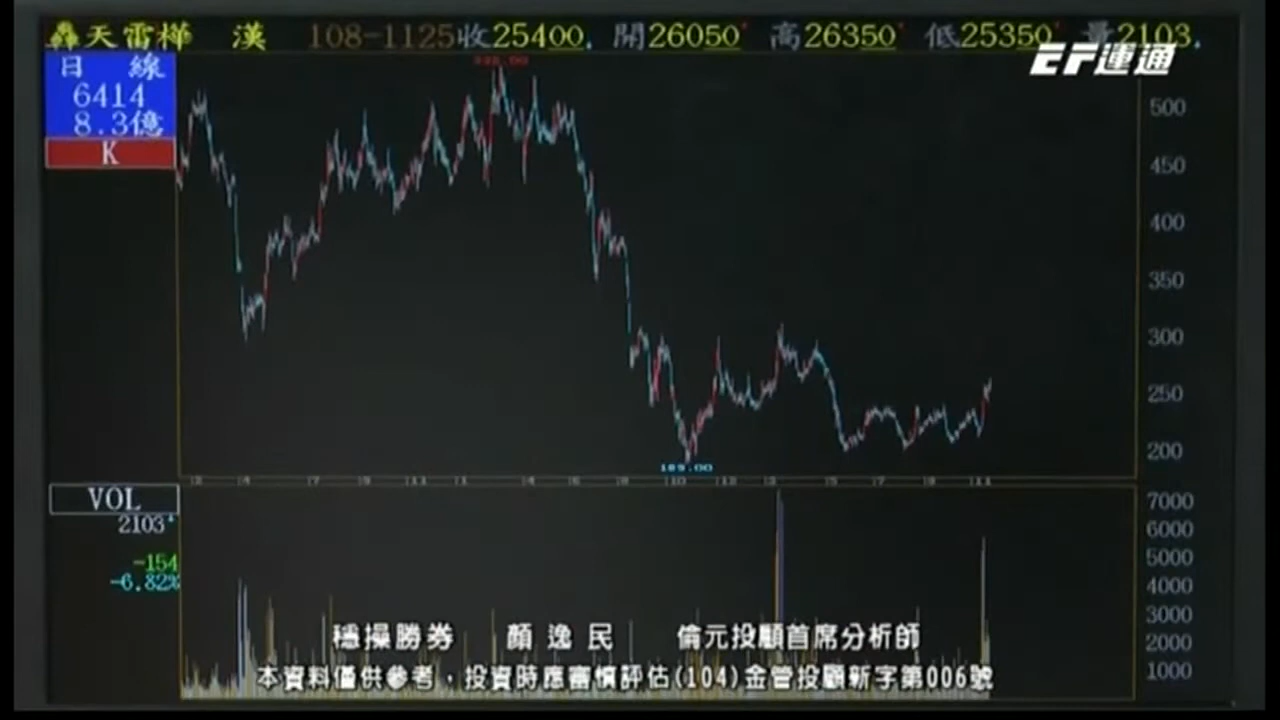 天雷樺漢 108-1125收25400 開26050 高26350 低25350 量2103
EF運通
日線
6414
8.3億
K
500
450
400
350
300
250
200
189.00
VOL
2103
-154
-6.82%
7000
6000
5000
4000
3000
2000
1000
穩操勝券 顏逸民 倫元投顧首席分析師
本資料僅供參考,投資時應審慎評估(104)金管投顧新字第006號